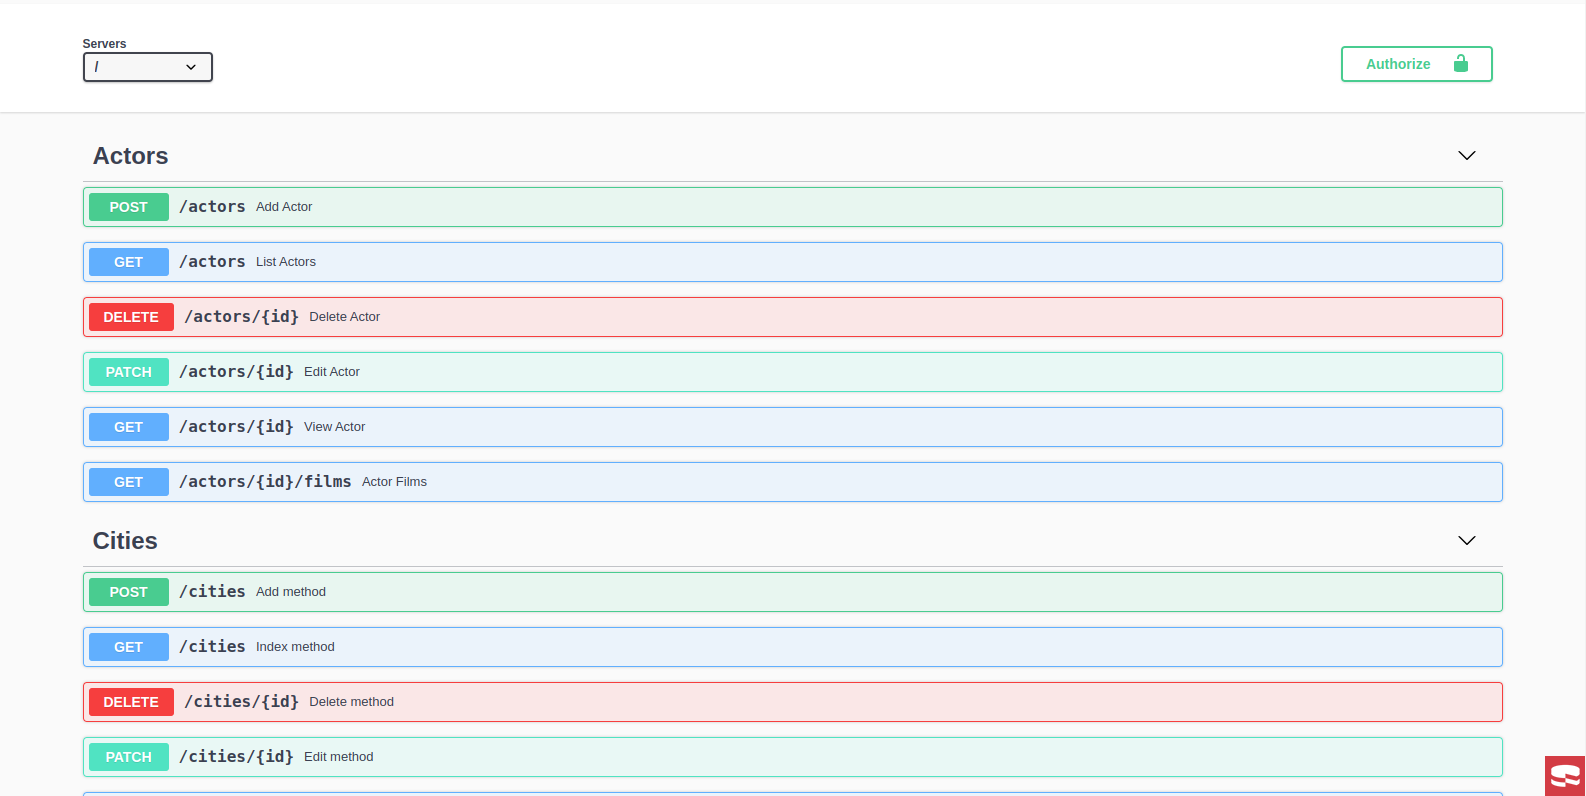 Servers
/
Authorize
Actors
POST /actors Add Actor
GET /actors List Actors
DELETE /actors/{id} Delete Actor
PATCH /actors/{id} Edit Actor
GET /actors/{id} View Actor
GET /actors/{id}/films Actor Films
Cities
POST /cities Add method
GET /cities Index method
DELETE /cities/{id} Delete method
PATCH /cities/{id} Edit method